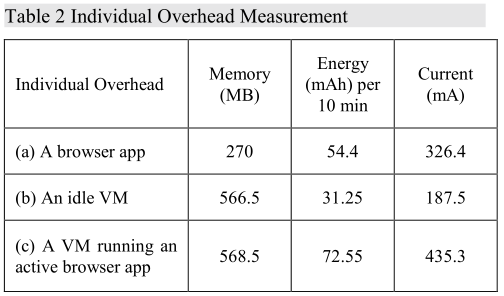 Table 2 Individual Overhead Measurement
Individual Overhead
Memory
(MB)
Energy
(mAh) per
10 min
Current
(mA)
(a) A browser app
270
54.4
326.4
(b) An idle VM
566.5
31.25
187.5
(c) A VM running an
active browser app
568.5
72.55
435.3